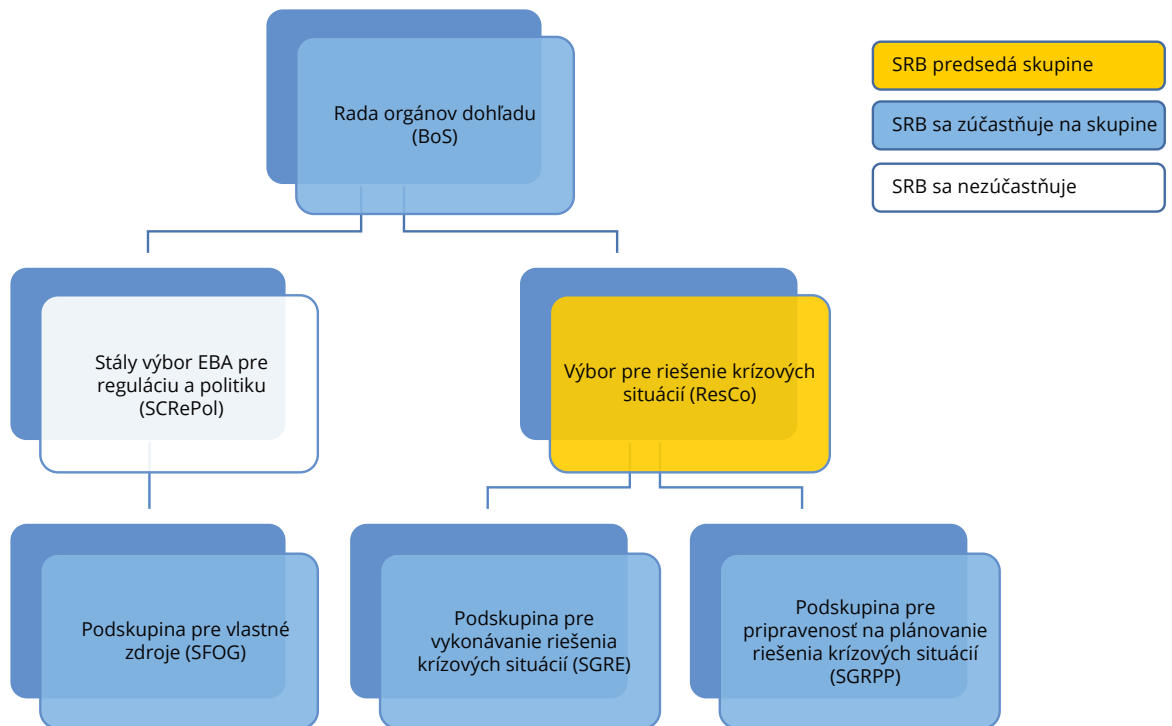 Rada orgánov dohľadu
(BoS)
SRB predsedá skupine
SRB sa zúčastňuje na skupine
SRB sa nezúčastňuje
Stály výbor EBA pre
reguláciu a politiku
(SCRePol)
Výbor pre riešenie krízových
situácií (ResCo)
Podskupina pre vlastné
zdroje (SFOG)
Podskupina pre
vykonávanie riešenia
krízových situácií (SGRE)
Podskupina pre
pripravenosť na plánovanie
riešenia krízových situácií
(SGRPP)